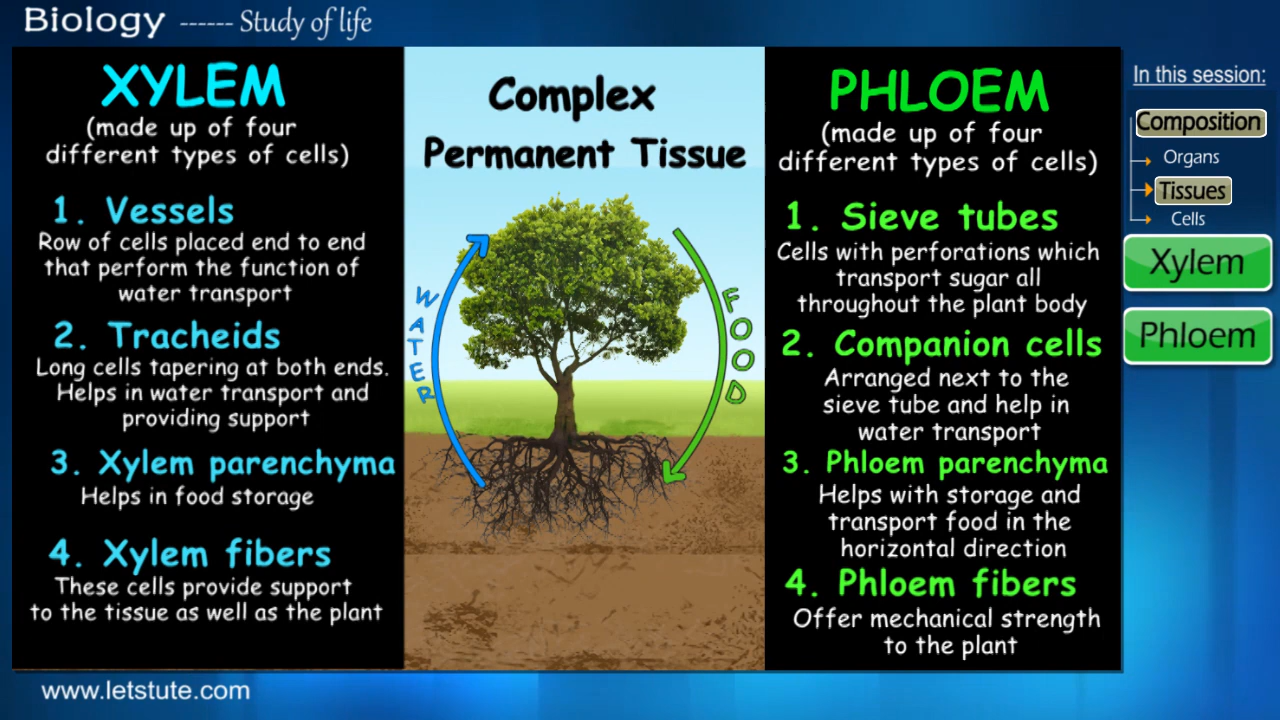 Biology ------ Study of life
XYLEM
(made up of four
different types of cells)
1. Vessels
Row of cells placed end to end
that perform the function of
water transport
2. Tracheids
Long cells tapering at both ends.
Helps in water transport and
providing support
3. Xylem parenchyma
Helps in food storage
4. Xylem fibers
These cells provide support
to the tissue as well as the plant
Complex
Permanent Tissue
WATER
FOOD
PHLOEM
(made up of four
different types of cells)
1. Sieve tubes
Cells with perforations which
transport sugar all
throughout the plant body
2. Companion cells
Arranged next to the
sieve tube and help in
water transport
3. Phloem parenchyma
Helps with storage and
transport food in the
horizontal direction
4. Phloem fibers
Offer mechanical strength
to the plant
In this session:
Composition
Organs
Tissues
Cells
Xylem
Phloem
www.letstute.com